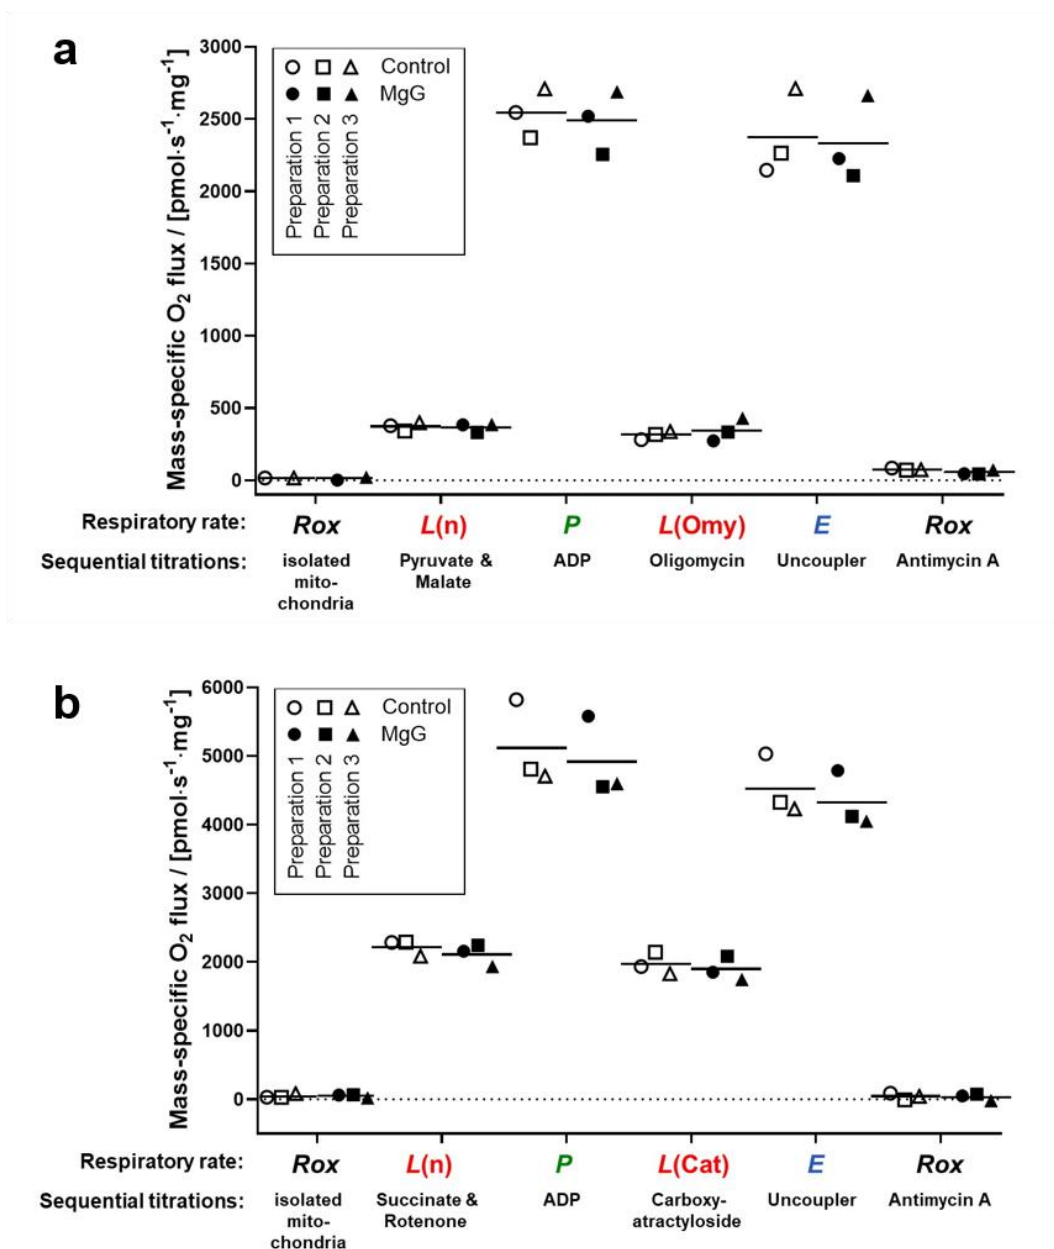 a
Mass-specific O₂ flux / [pmol·s⁻¹·mg⁻¹]
3000
2500
2000
1500
1000
500
0
Control
MgG
Preparation 1
Preparation 2
Preparation 3
Respiratory rate: Rox L(n) P L(Omy) E Rox
Sequential titrations: isolated Pyruvate & ADP Oligomycin Uncoupler Antimycin A
mito- Malate
chondria
b
Mass-specific O₂ flux / [pmol·s⁻¹·mg⁻¹]
6000
5000
4000
3000
2000
1000
0
Control
MgG
Preparation 1
Preparation 2
Preparation 3
Respiratory rate: Rox L(n) P L(Cat) E Rox
Sequential titrations: isolated Succinate & ADP Carboxy- Uncoupler Antimycin A
mito- Rotenone atractyloside
chondria